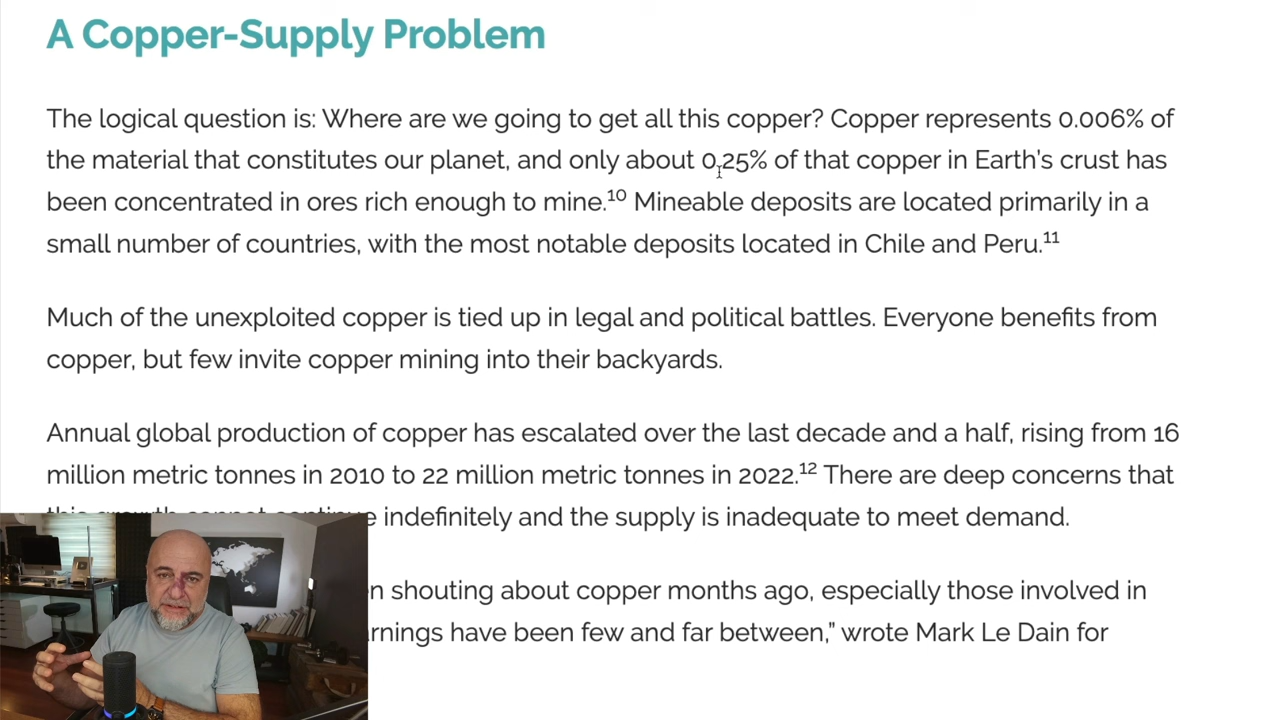 A Copper-Supply Problem
The logical question is: Where are we going to get all this copper? Copper represents 0.006% of
the material that constitutes our planet, and only about 0.25% of that copper in Earth's crust has
been concentrated in ores rich enough to mine.¹⁰ Mineable deposits are located primarily in a
small number of countries, with the most notable deposits located in Chile and Peru.¹¹
Much of the unexploited copper is tied up in legal and political battles. Everyone benefits from
copper, but few invite copper mining into their backyards.
Annual global production of copper has escalated over the last decade and a half, rising from 16
million metric tonnes in 2010 to 22 million metric tonnes in 2022.¹² There are deep concerns that
this growth cannot continue indefinitely and the supply is inadequate to meet demand.
shouting about copper months ago, especially those involved in
have been few and far between,” wrote Mark Le Dain for